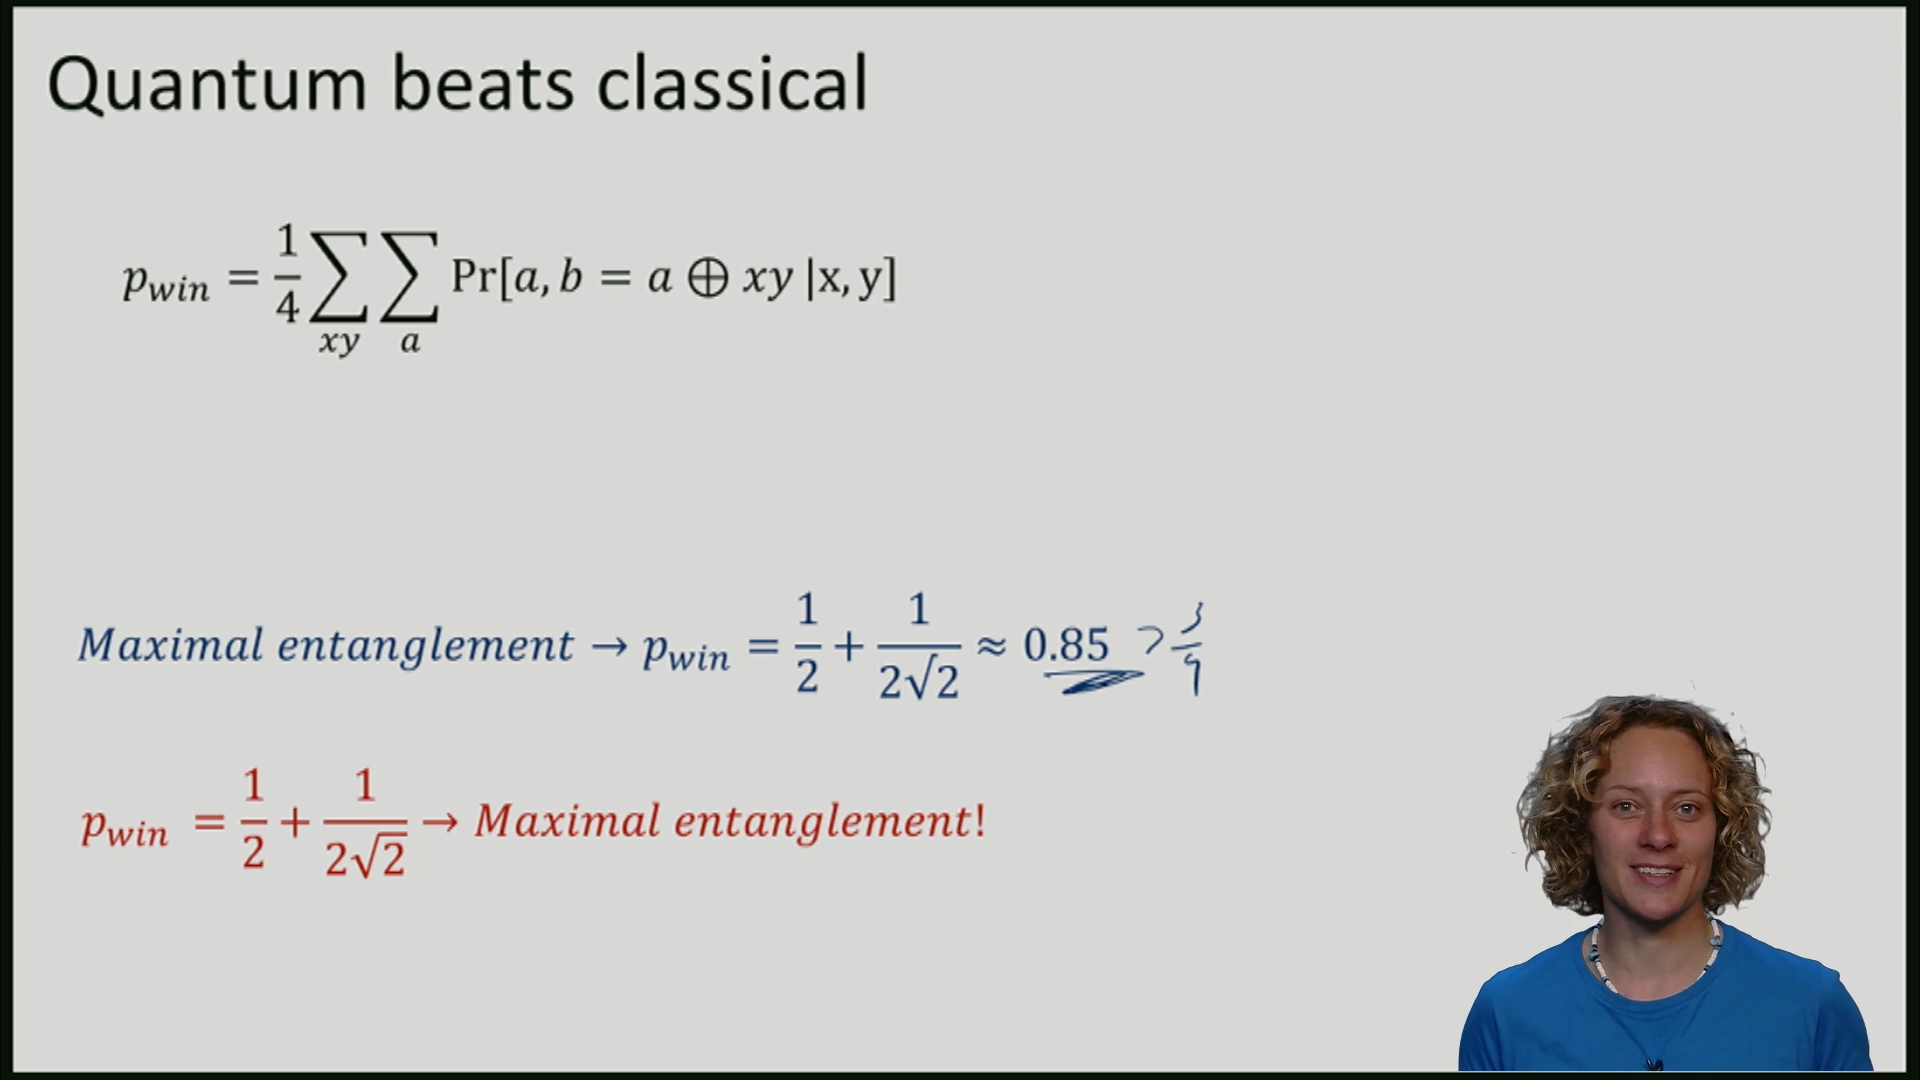 Quantum beats classical
p_win = 1/4 ∑_xy ∑_a Pr[a, b = a ⊕ xy |x, y]
Maximal entanglement → p_win = 1/2 + 1/(2√2) ≈ 0.85 > 3/4
p_win = 1/2 + 1/(2√2) → Maximal entanglement!